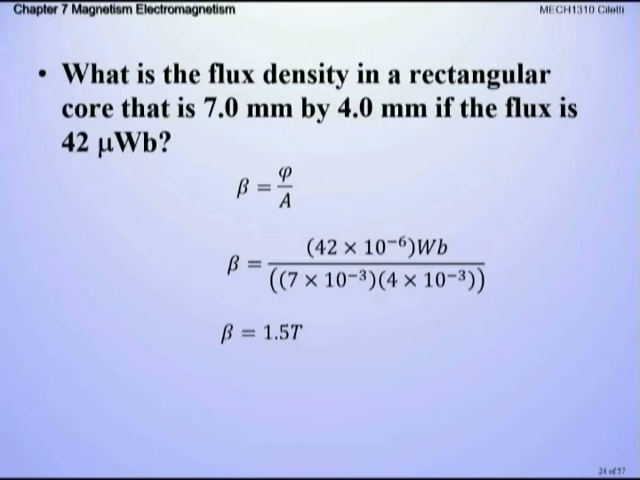 Chapter 7 Magnetism Electromagnetism
MECH1310 Ciletti
• What is the flux density in a rectangular
core that is 7.0 mm by 4.0 mm if the flux is
42 μWb?
β = φ/A
β = (42 × 10⁻⁶)Wb / ((7 × 10⁻³)(4 × 10⁻³))
β = 1.5T
24 of 37